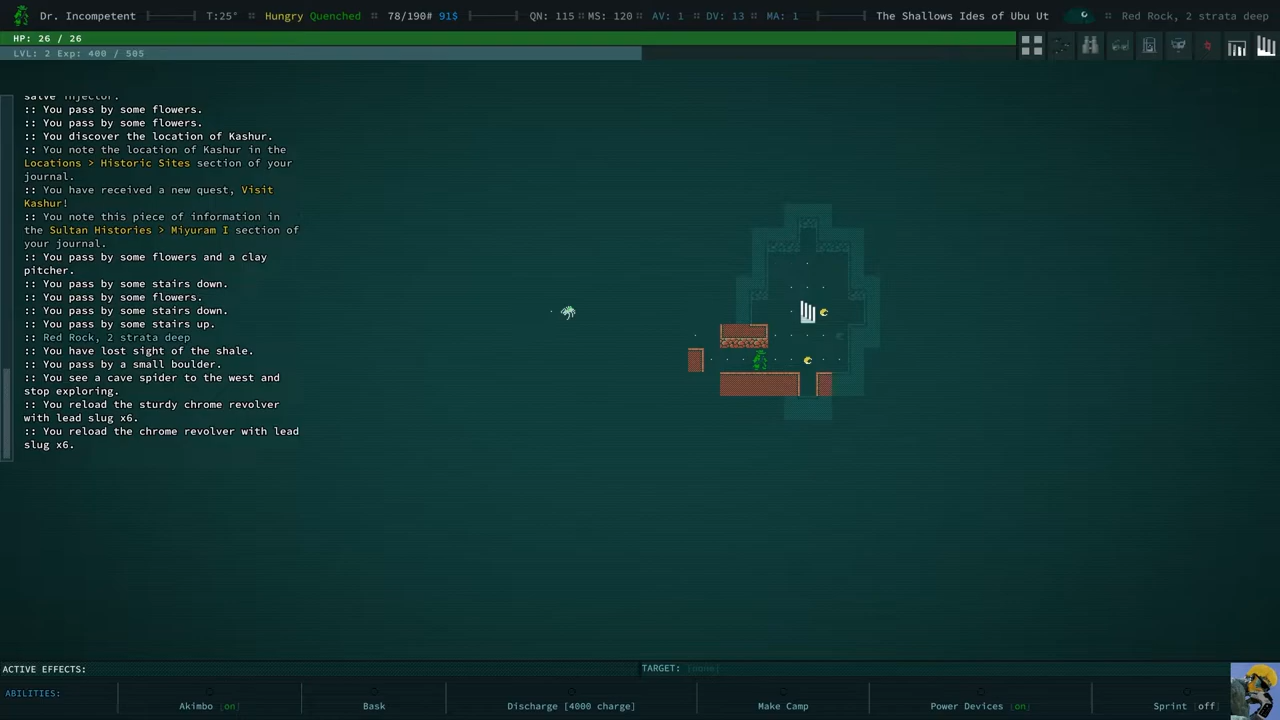 Dr. Incompetent T:25° Hungry Quenched 78/190# 91$ QN: 115 MS: 120 AV: 1 DV: 13 MA: 1 The Shallows Ides of Ubu Ut Red Rock, 2 strata deep
HP: 26 / 26
LVL: 2 Exp: 400 / 505
salve injector.
:: You pass by some flowers.
:: You pass by some flowers.
:: You discover the location of Kashur.
:: You note the location of Kashur in the
Locations > Historic Sites section of your
journal.
:: You have received a new quest, Visit
Kashur!
:: You note this piece of information in
the Sultan Histories > Miyuram I section of
your journal.
:: You pass by some flowers and a clay
pitcher.
:: You pass by some stairs down.
:: You pass by some flowers.
:: You pass by some stairs down.
:: You pass by some stairs up.
:: Red Rock, 2 strata deep
:: You have lost sight of the shale.
:: You pass by a small boulder.
:: You see a cave spider to the west and
stop exploring.
:: You reload the sturdy chrome revolver
with lead slug x6.
:: You reload the chrome revolver with lead
slug x6.
ACTIVE EFFECTS: TARGET: [none]
ABILITIES: Akimbo [on] Bask Discharge [4000 charge] Make Camp Power Devices [on] Sprint [off]